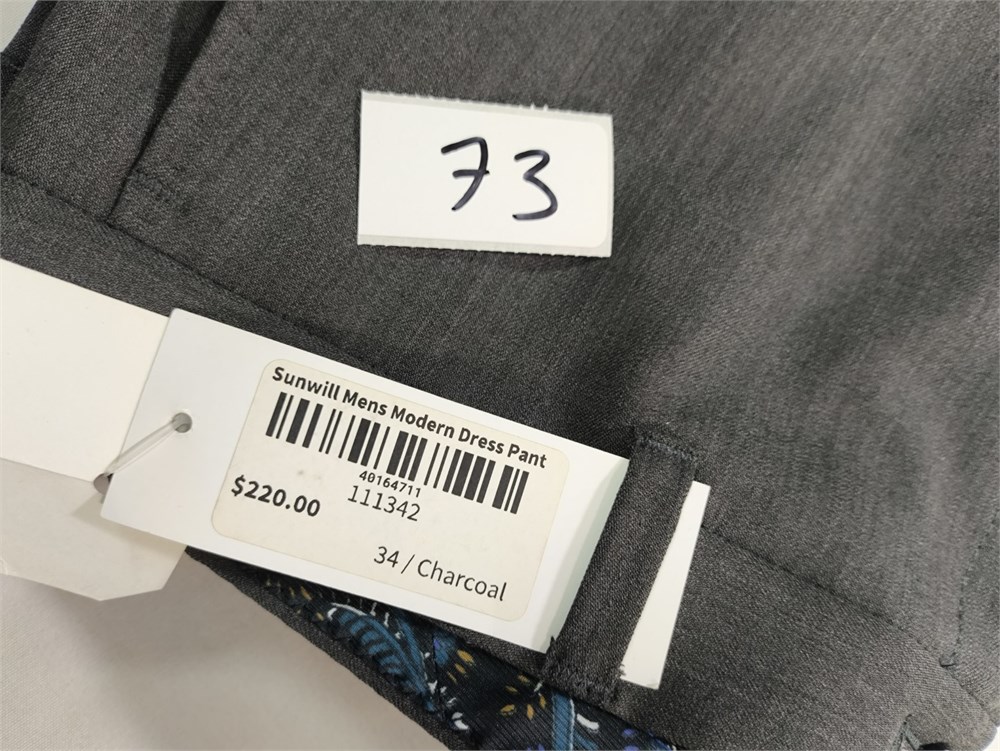 73
Sunwill Mens Modern Dress Pant
40164711
$220.00 111342
34 / Charcoal